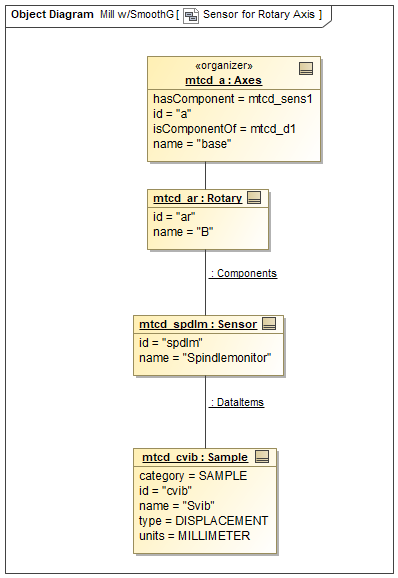 Object Diagram Mill w/SmoothG [ Sensor for Rotary Axis ]
«organizer»
mtcd_a : Axes
hasComponent = mtcd_sens1
id = "a"
isComponentOf = mtcd_d1
name = "base"
mtcd_ar : Rotary
id = "ar"
name = "B"
: Components
mtcd_spdlm : Sensor
id = "spdlm"
name = "Spindlemonitor"
: DataItems
mtcd_cvib : Sample
category = SAMPLE
id = "cvib"
name = "Svib"
type = DISPLACEMENT
units = MILLIMETER